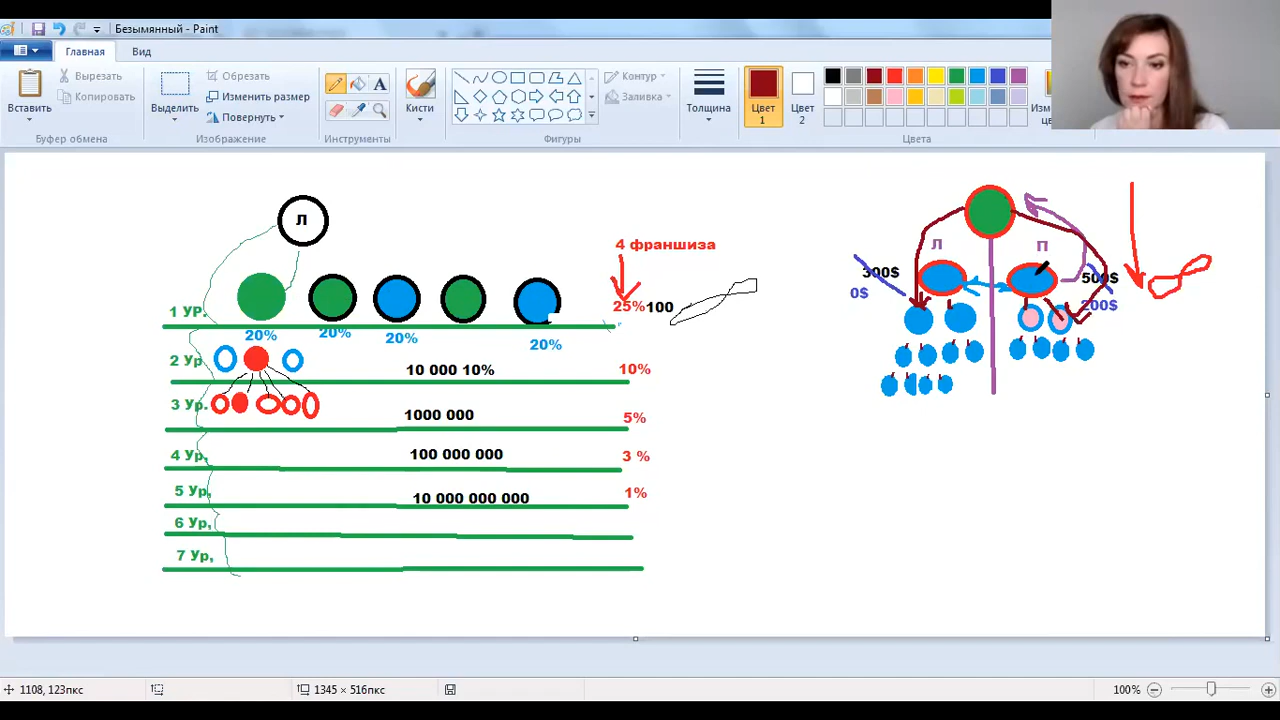 Безымянный - Paint
Главная
Вид
Вставить
Вырезать
Копировать
Буфер обмена
Выделить
Обрезать
Изменить размер
Повернуть
Изображение
A
Инструменты
Кисти
Контур
Заливка
Фигуры
Толщина
Цвет 1
Цвет 2
Цвета
Л
4 франшиза
1 УР.
25% 100
20%
20%
20%
20%
2 Ур
10 000 10%
10%
3 Ур.
1000 000
5%
4 Ур,
100 000 000
3 %
5 Ур,
10 000 000 000
1%
6 Ур,
7 Ур,
Л
П
300$
0$
500$
200$
1108, 123пкс
1345 × 516пкс
100%